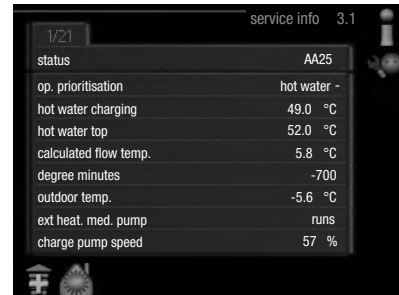 service info 3.1
1/21
status AA25
op. prioritisation hot water -
hot water charging 49.0 °C
hot water top 52.0 °C
calculated flow temp. 5.8 °C
degree minutes -700
outdoor temp. -5.6 °C
ext heat. med. pump runs
charge pump speed 57 %